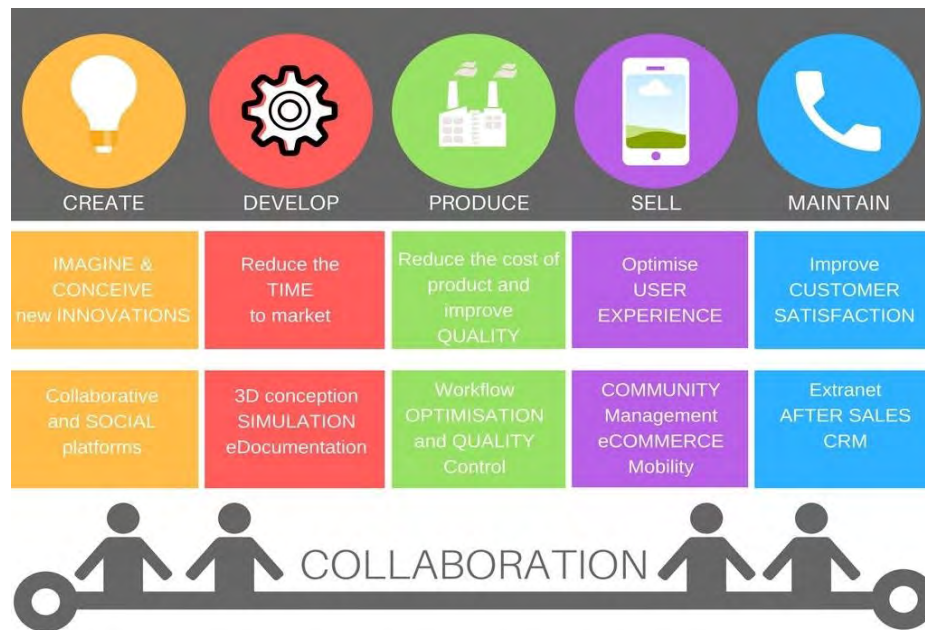 CREATE
DEVELOP
PRODUCE
SELL
MAINTAIN
IMAGINE &
CONCEIVE
new INNOVATIONS
Reduce the
TIME
to market
Reduce the cost of
product and
improve
QUALITY
Optimise
USER
EXPERIENCE
Improve
CUSTOMER
SATISFACTION
Collaborative
and SOCIAL
platforms
3D conception
SIMULATION
eDocumentation
Workflow
OPTIMISATION
and QUALITY
Control
COMMUNITY
Management
eCOMMERCE
Mobility
Extranet
AFTER SALES
CRM
COLLABORATION